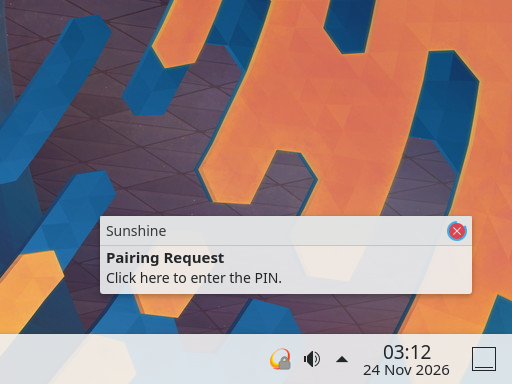 Sunshine
Pairing Request
Click here to enter the PIN.
03:12
24 Nov 2026